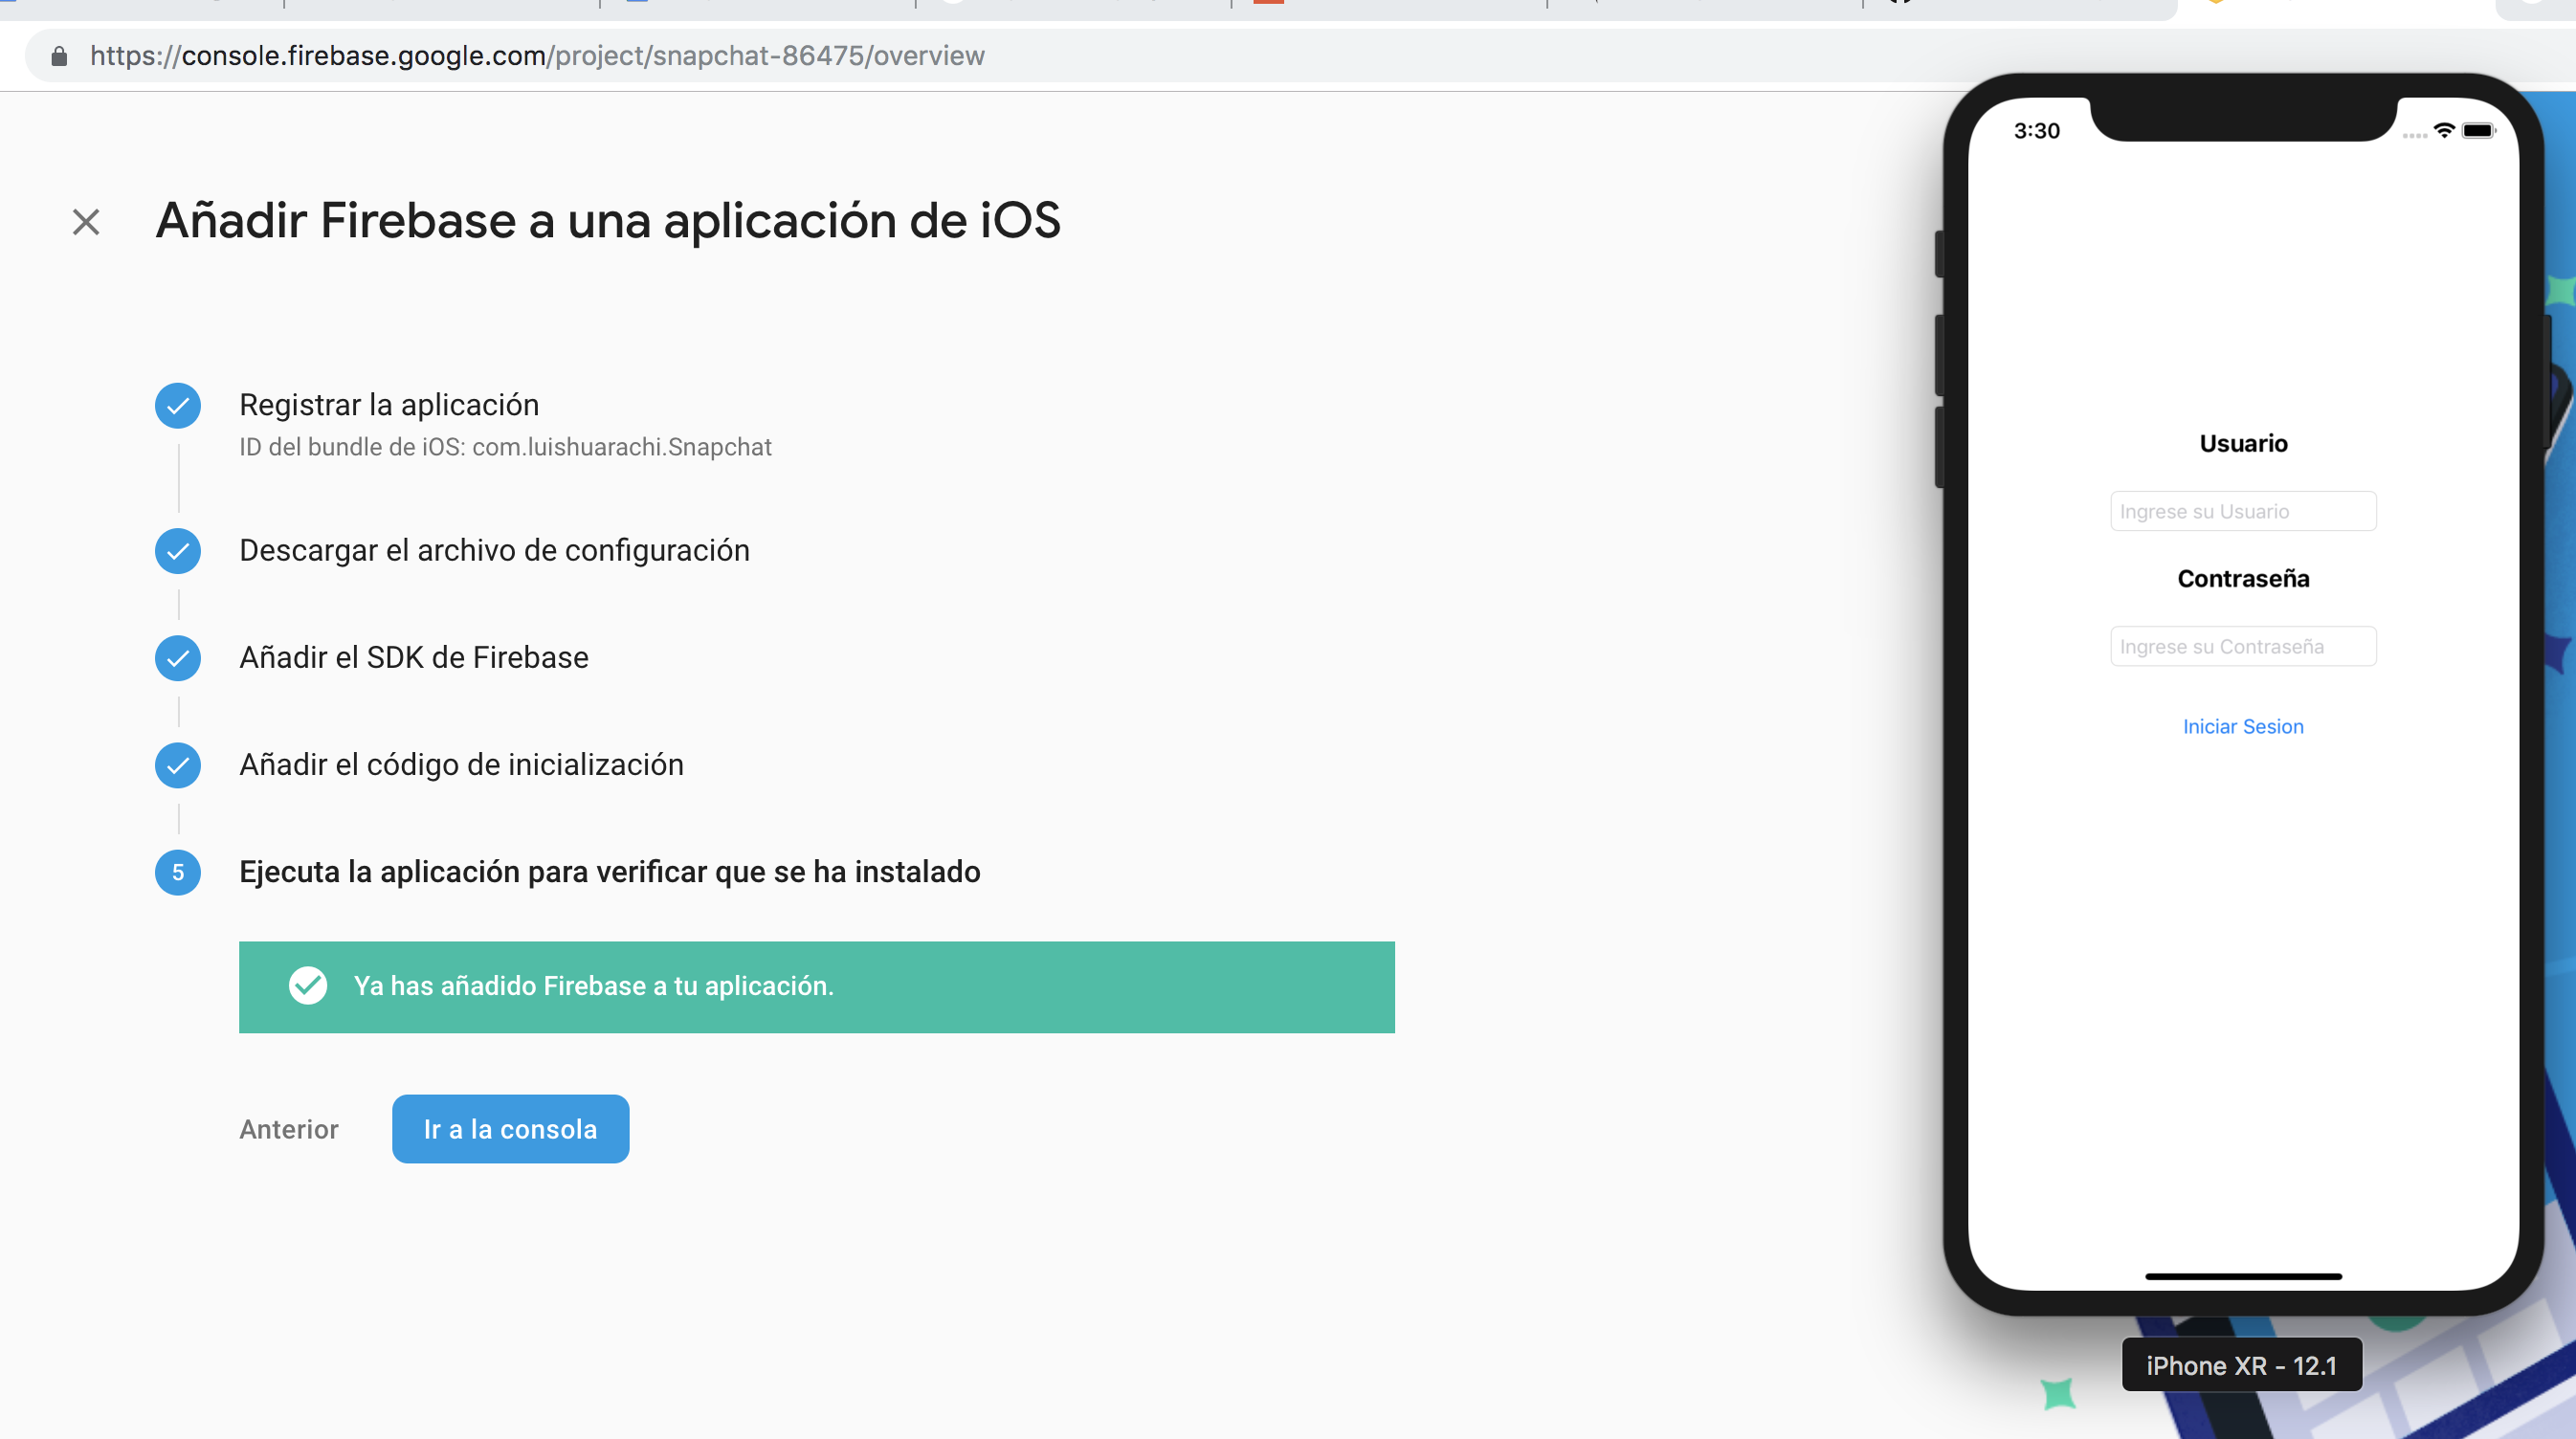 https://console.firebase.google.com/project/snapchat-86475/overview
Añadir Firebase a una aplicación de iOS
Registrar la aplicación
ID del bundle de iOS: com.luishuarachi.Snapchat
Descargar el archivo de configuración
Añadir el SDK de Firebase
Añadir el código de inicialización
5 Ejecuta la aplicación para verificar que se ha instalado
Ya has añadido Firebase a tu aplicación.
Anterior Ir a la consola
3:30
Usuario
Ingrese su Usuario
Contraseña
Ingrese su Contraseña
Iniciar Sesion
iPhone XR - 12.1